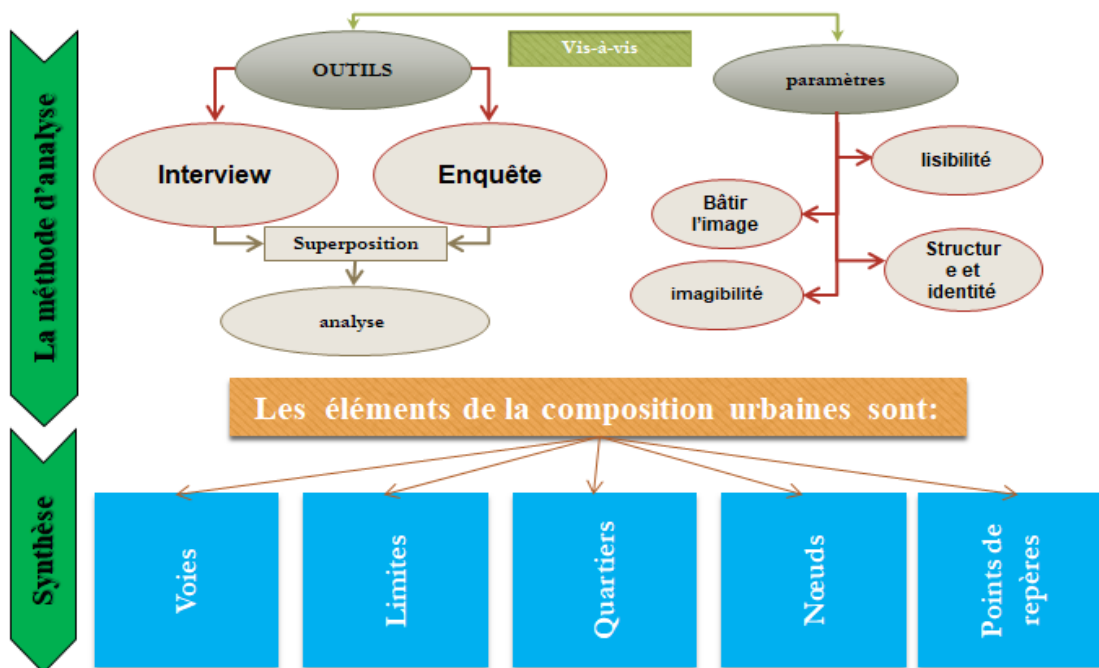 La méthode d'analyse
Vis-à-vis
OUTILS
paramètres
Interview
Enquête
lisibilité
Bâtir
l'image
Superposition
Structur
e et
identité
imagibilité
analyse
Les éléments de la composition urbaines sont:
Synthèse
Voies
Limites
Quartiers
Nœuds
Points de
repères